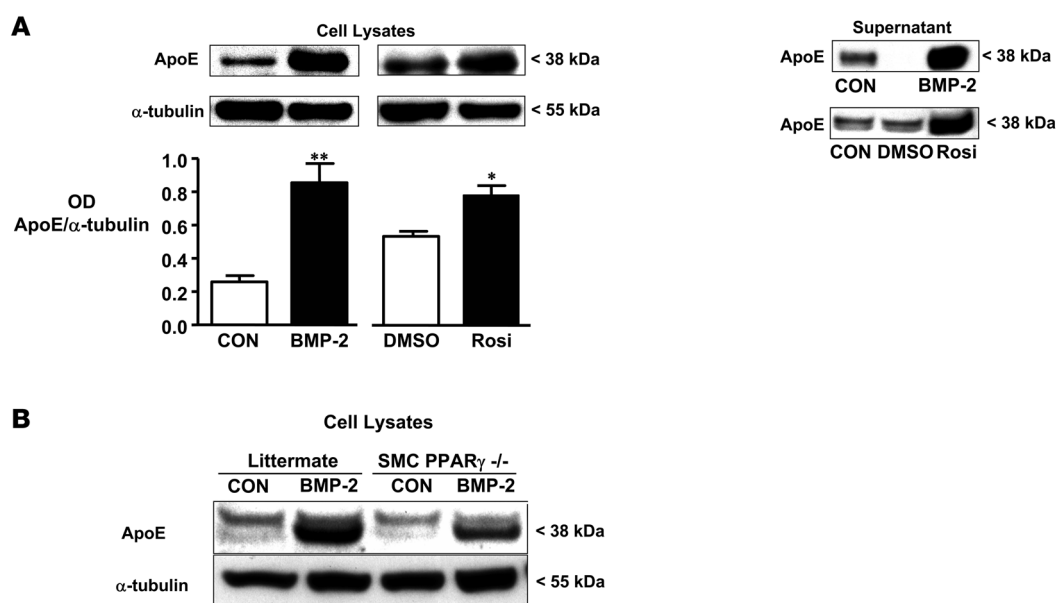 A
Cell Lysates
ApoE
< 38 kDa
α-tubulin
< 55 kDa
Supernatant
ApoE
< 38 kDa
CON BMP-2
ApoE
< 38 kDa
CON DMSO Rosi
OD
ApoE/α-tubulin
1.0
0.8
0.6
0.4
0.2
0.0
**
*
CON BMP-2 DMSO Rosi
B
Cell Lysates
Littermate SMC PPARγ -/-
CON BMP-2 CON BMP-2
ApoE
< 38 kDa
α-tubulin
< 55 kDa